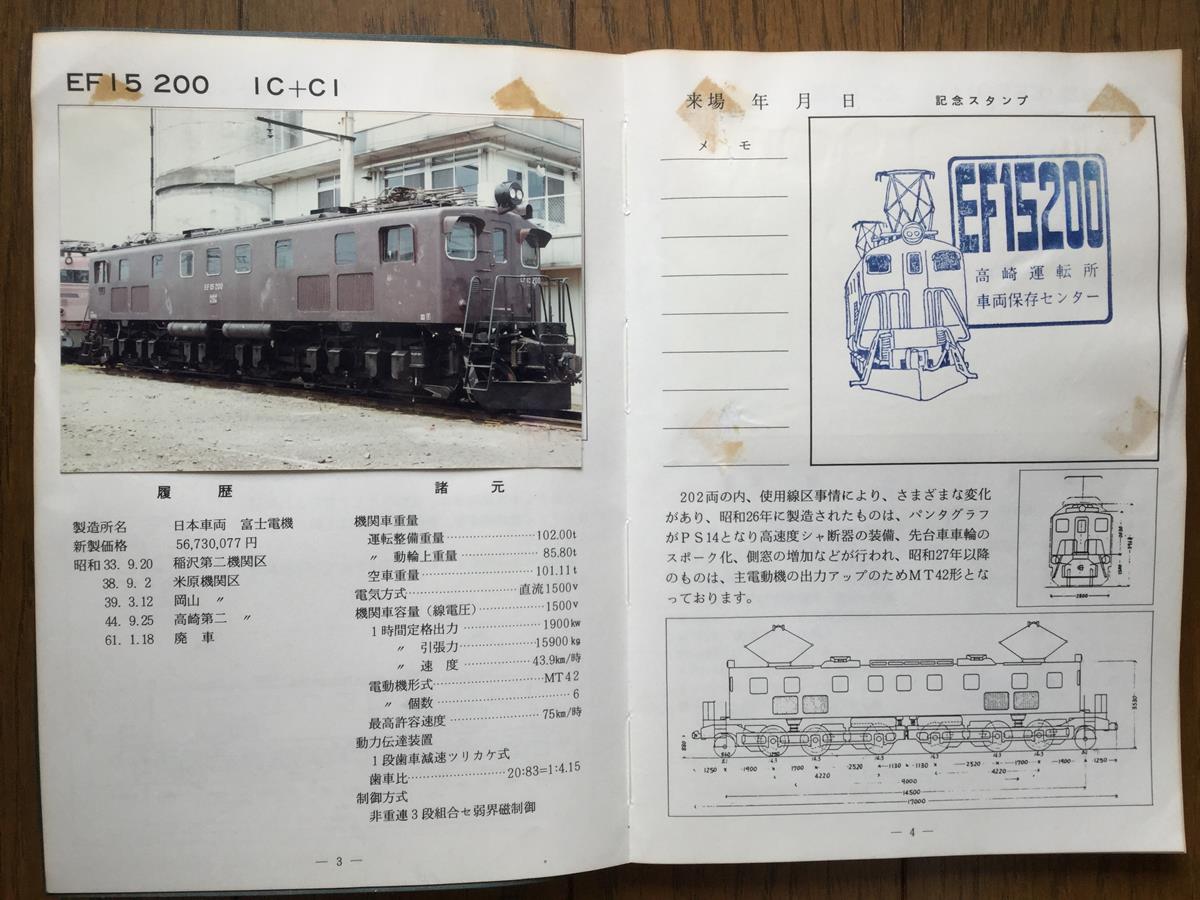 EF15 200 1C+C1
EF15 200
EF15 200
履 歴
製造所名 日本車両 富士電機
新製価格 56,730,077円
昭和33. 9.20 稲沢第二機関区
38. 9. 2 米原機関区
39. 3.12 岡山 〃
44. 9.25 高崎第二 〃
61. 1.18 廃 車
諸 元
機関車重量
運転整備重量 102.00t
〃 動輪上重量 85.80t
空車重量 101.11t
電気方式 直流1500v
機関車容量(線電圧) 1500v
1時間定格出力 1900kw
〃 引張力 15900kg
〃 速 度 43.9km/時
電動機形式 MT42
〃 個数 6
最高許容速度 75km/時
動力伝達装置
1段歯車減速ツリカケ式
歯車比 20:83=1:4.15
制御方式
非重連3段組合セ弱界磁制御
— 3 —
来場 年 月 日 記念スタンプ
メ モ
EF15200
高崎運転所
車両保存センター
202両の内、使用線区事情により、さまざまな変化
があり、昭和26年に製造されたものは、パンタグラフ
がPS14となり高速度シャ断器の装備、先台車車輪の
スポーク化、側窓の増加などが行われ、昭和27年以降
のものは、主電動機の出力アップのためMT42形とな
っております。
2800
3530
1250 1900 1700 2520 1130 1130 2520 1700 1900 1250
4220 4220
9000
14500
17000
— 4 —